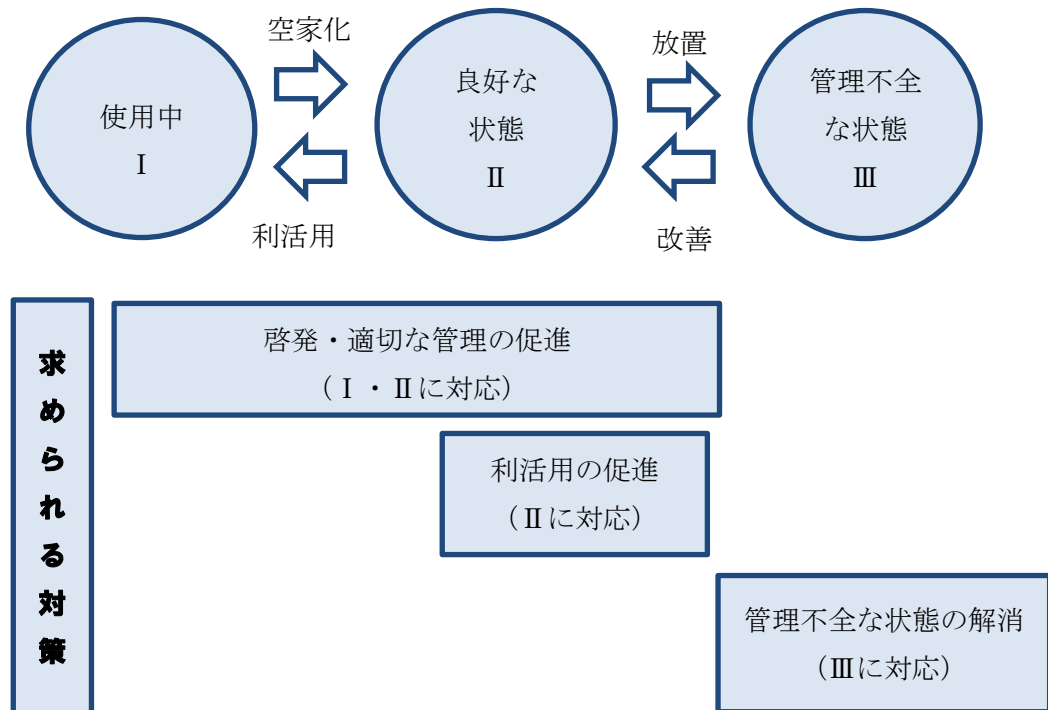 空家化
使用中
Ⅰ
利活用
良好な
状態
Ⅱ
放置
改善
管理不全
な状態
Ⅲ
求められる対策
啓発・適切な管理の促進
（Ⅰ・Ⅱに対応）
利活用の促進
（Ⅱに対応）
管理不全な状態の解消
（Ⅲに対応）